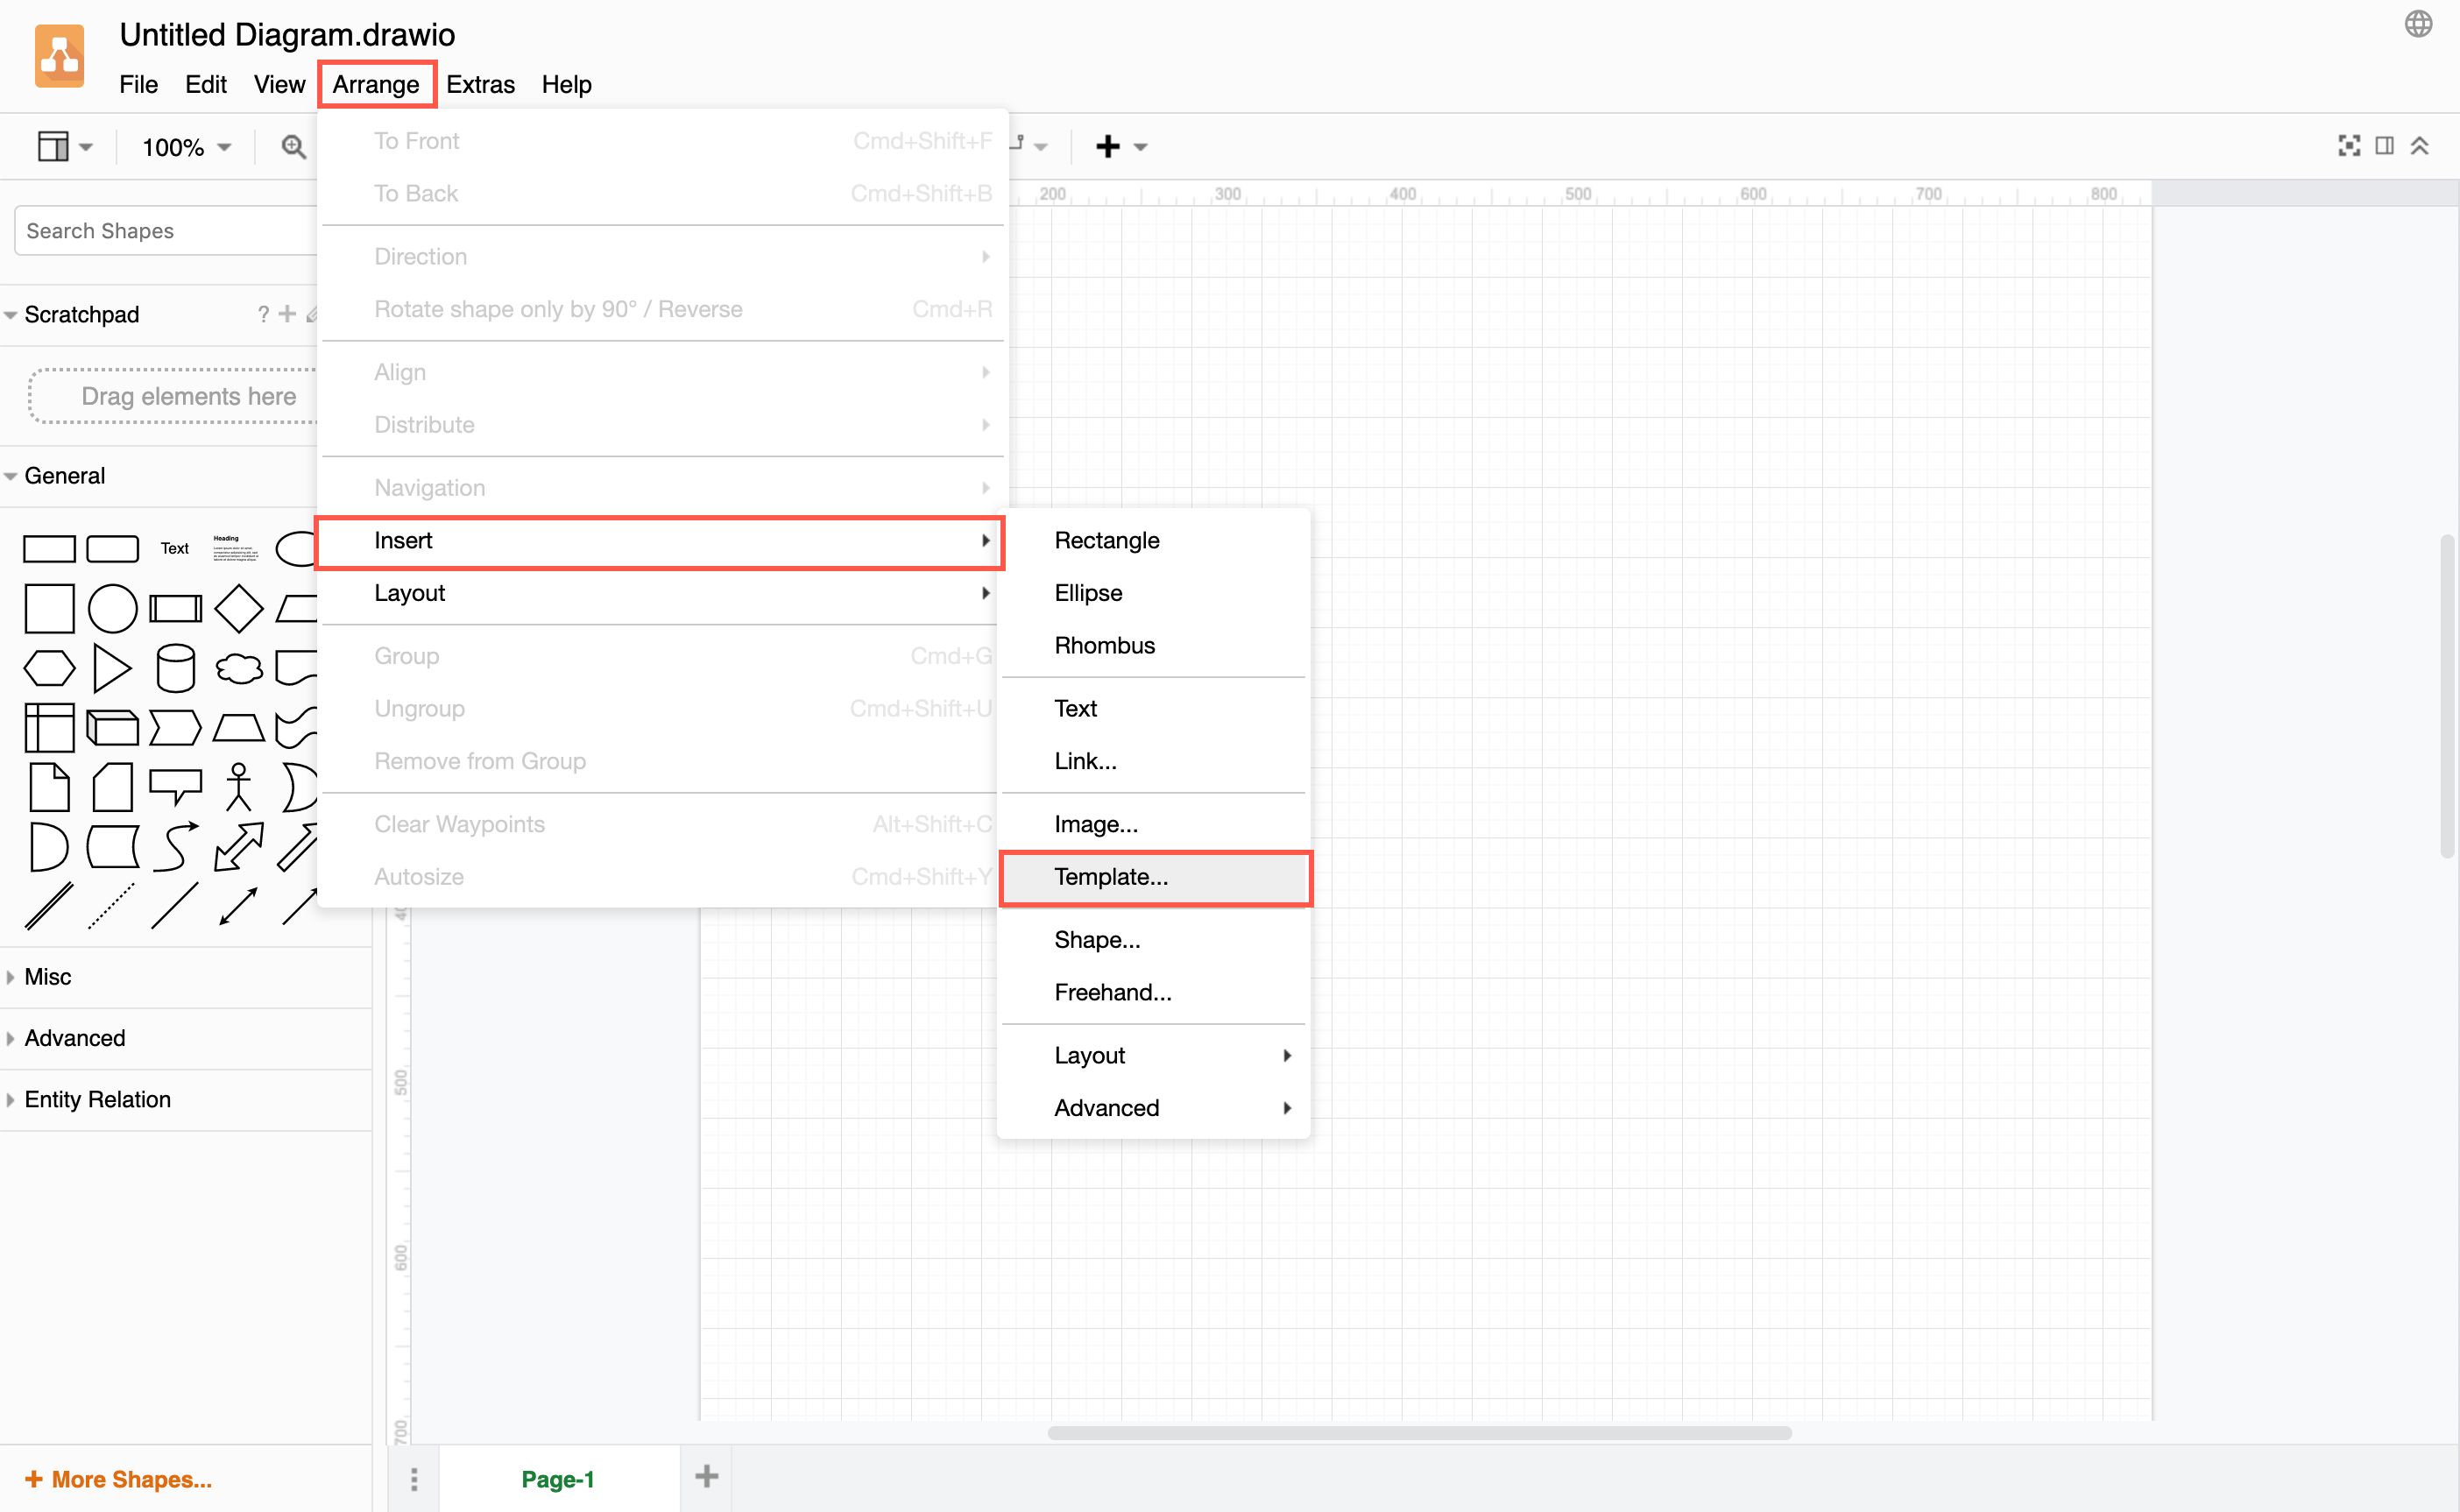 Untitled Diagram.drawio
File Edit View Arrange Extras Help
100%
Search Shapes
Scratchpad ?
Drag elements here
General
Text
Heading
Misc
Advanced
Entity Relation
+ More Shapes...
To Front Cmd+Shift+F
To Back Cmd+Shift+B
Direction
Rotate shape only by 90° / Reverse Cmd+R
Align
Distribute
Navigation
Insert
Layout
Group Cmd+G
Ungroup Cmd+Shift+U
Remove from Group
Clear Waypoints Alt+Shift+C
Autosize Cmd+Shift+Y
Rectangle
Ellipse
Rhombus
Text
Link...
Image...
Template...
Shape...
Freehand...
Layout
Advanced
200 300 400 500 600 700 800
500
600
700
Page-1